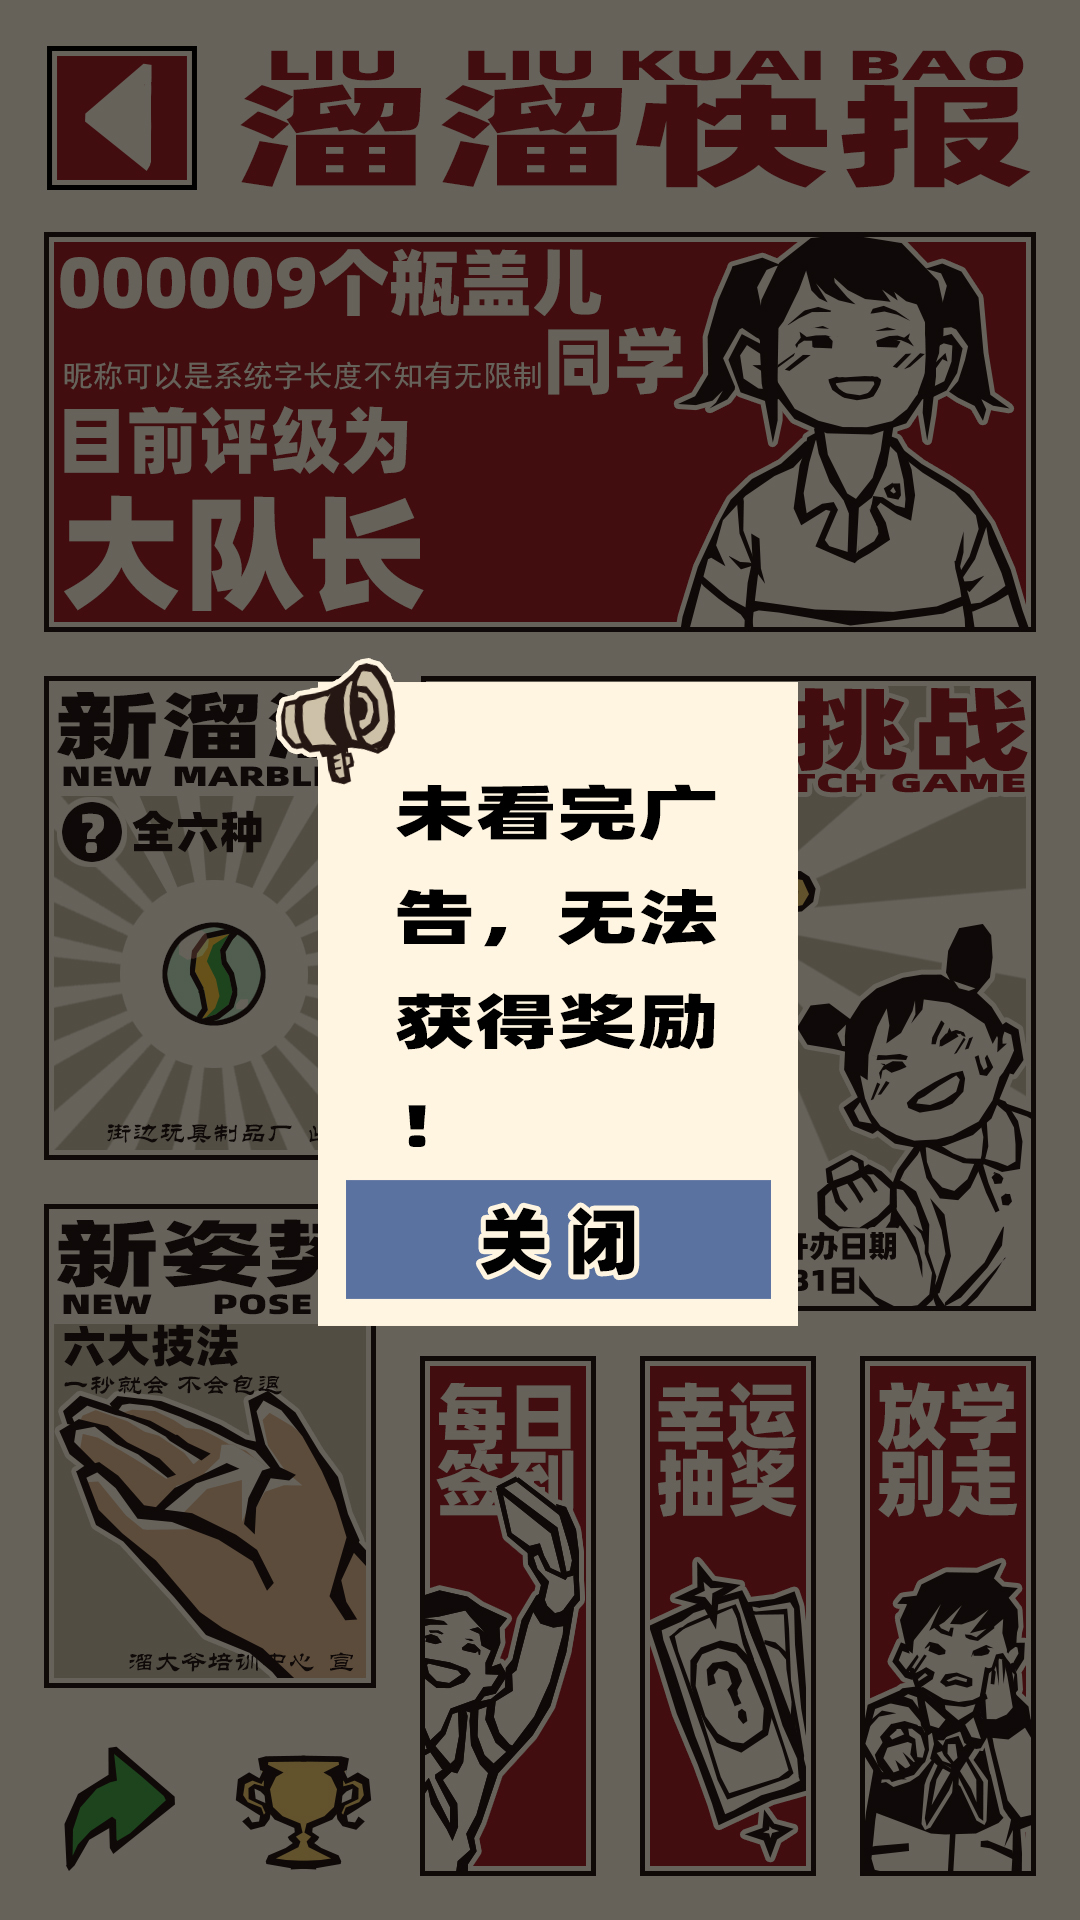 LIU LIU KUAI BAO
溜溜快报
000009个瓶盖儿
昵称可以是系统字长度不知有无限制同学
目前评级为
大队长
新溜
NEW MARBL
? 全六种
街边玩具制品厂
挑战
TCH GAME
未看完广
告，无法
获得奖励
！
关闭
开办日期
31日
新姿势
NEW POSE
六大技法
一秒就会 不会包退
溜大爷培训中心 宣
每日
签到
幸运
抽奖
放学
别走
?